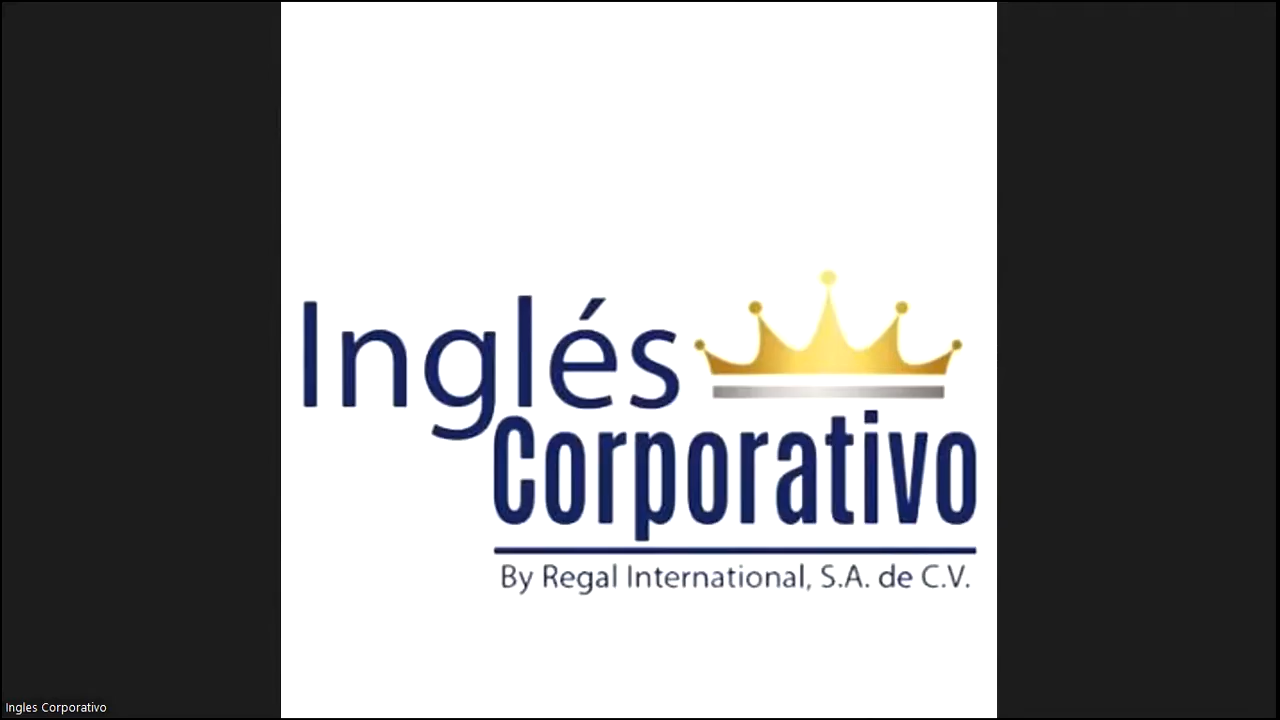 Inglés
Corporativo
By Regal International, S.A. de C.V.
Ingles Corporativo